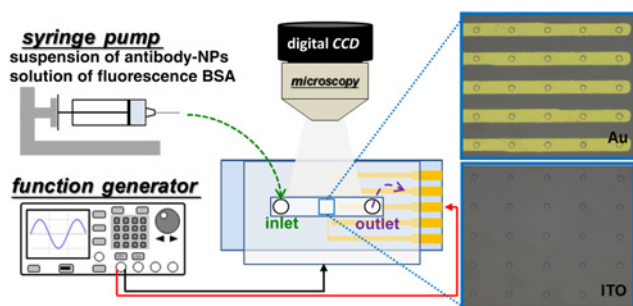 syringe pump
suspension of antibody-NPs
solution of fluorescence BSA
digital CCD
microscopy
function generator
inlet
outlet
Au
ITO